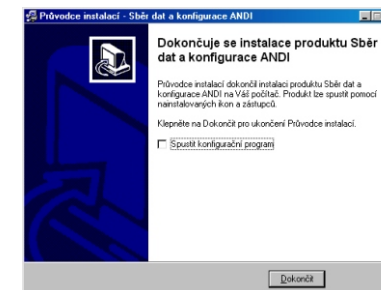 Průvodce instalací - Sběr dat a konfigurace ANDI
Dokončuje se instalace produktu Sběr
dat a konfigurace ANDI
Průvodce instalací dokončil instalaci produktu Sběr dat a
konfigurace ANDI na Váš počítač. Produkt lze spustit pomocí
nainstalovaných ikon a zástupců.
Klepněte na Dokončit pro ukončení Průvodce instalací.
Spustit konfigurační program
Dokončit